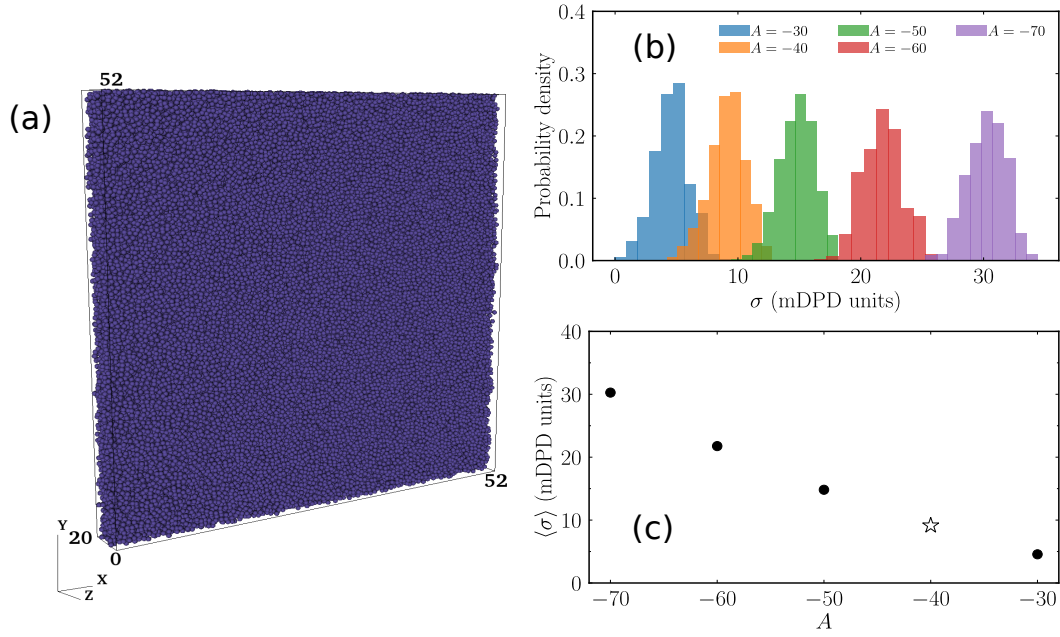 (a)
52
52
20
0
Y
X
Z
(b)
A = −30
A = −40
A = −50
A = −60
A = −70
Probability density
0.4
0.3
0.2
0.1
0.0
0
10
20
30
σ (mDPD units)
(c)
⟨σ⟩ (mDPD units)
40
30
20
10
0
−70
−60
−50
−40
−30
A